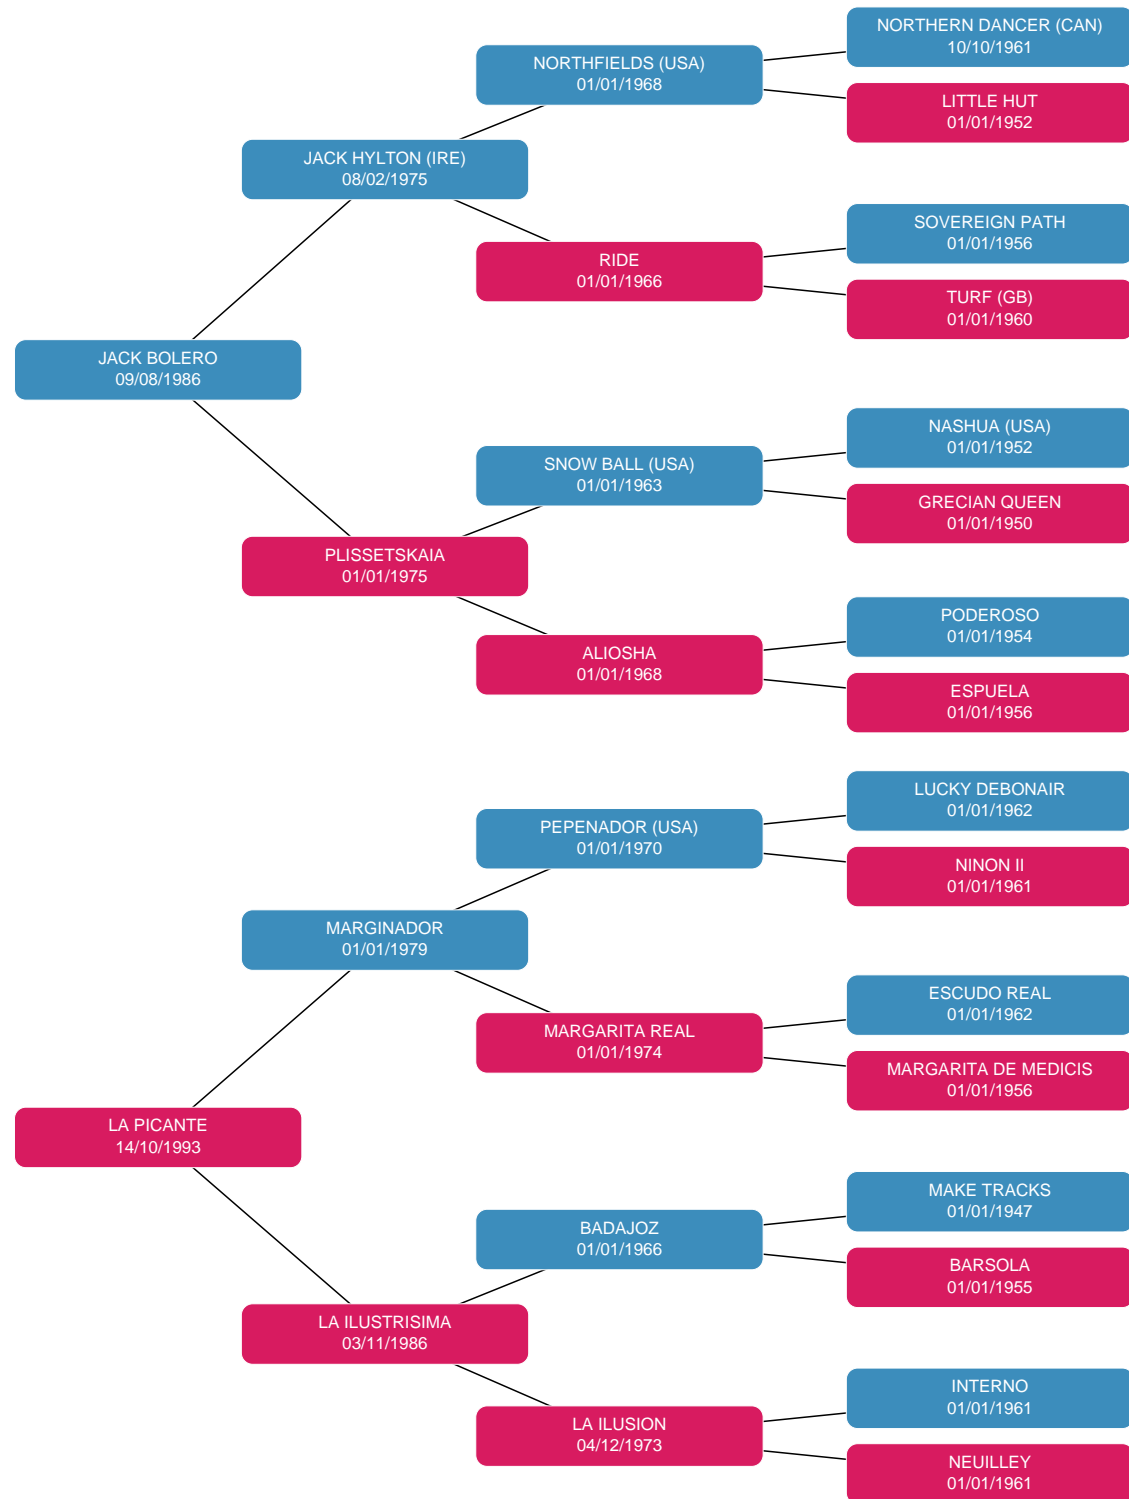 NORTHERN DANCER (CAN)
10/10/1961
NORTHFIELDS (USA)
01/01/1968
LITTLE HUT
01/01/1952
JACK HYLTON (IRE)
08/02/1975
SOVEREIGN PATH
01/01/1956
RIDE
01/01/1966
TURF (GB)
01/01/1960
JACK BOLERO
09/08/1986
NASHUA (USA)
01/01/1952
SNOW BALL (USA)
01/01/1963
GRECIAN QUEEN
01/01/1950
PLISSETSKAIA
01/01/1975
PODEROSO
01/01/1954
ALIOSHA
01/01/1968
ESPUELA
01/01/1956
LUCKY DEBONAIR
01/01/1962
PEPENADOR (USA)
01/01/1970
NINON II
01/01/1961
MARGINADOR
01/01/1979
ESCUDO REAL
01/01/1962
MARGARITA REAL
01/01/1974
MARGARITA DE MEDICIS
01/01/1956
LA PICANTE
14/10/1993
MAKE TRACKS
01/01/1947
BADAJOZ
01/01/1966
BARSOLA
01/01/1955
LA ILUSTRISIMA
03/11/1986
INTERNO
01/01/1961
LA ILUSION
04/12/1973
NEUILLEY
01/01/1961